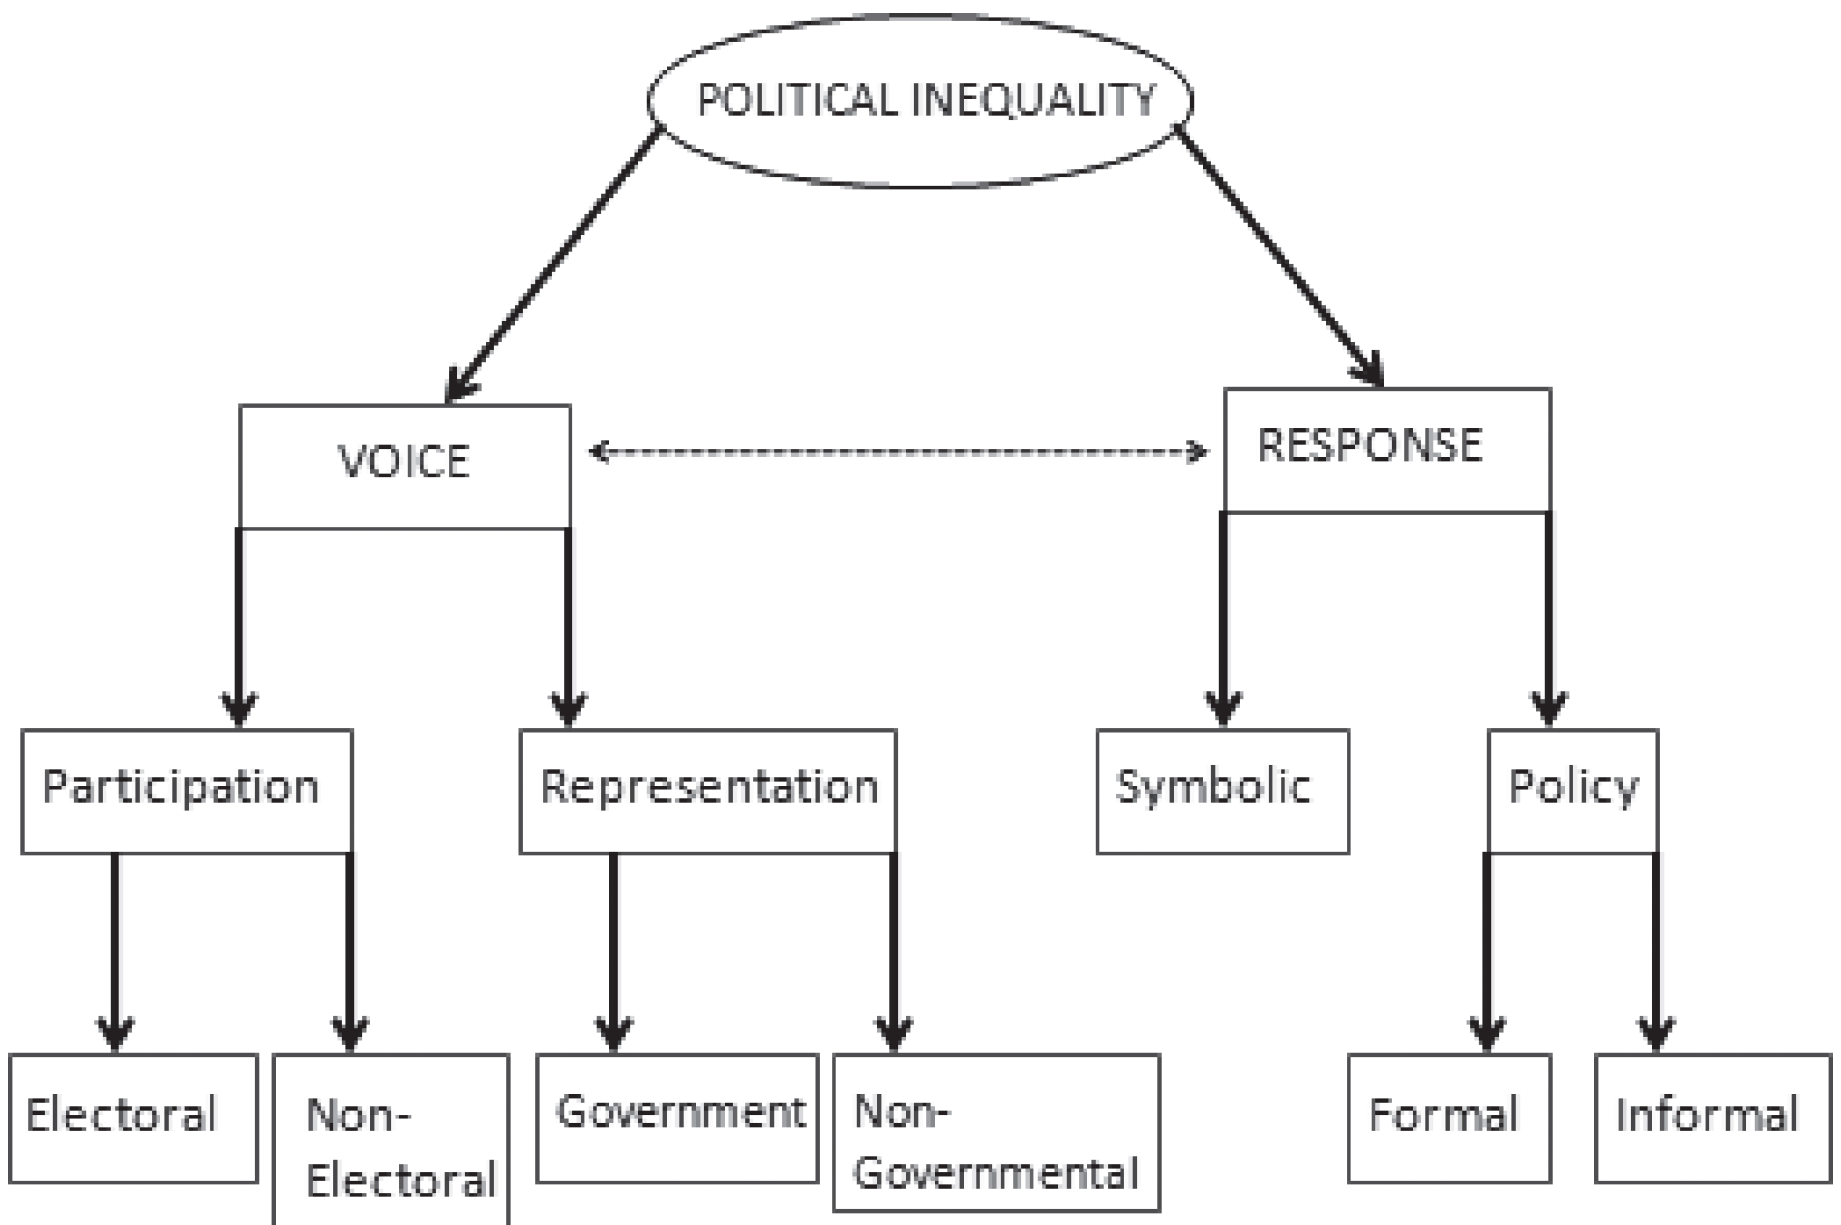 POLITICAL INEQUALITY
VOICE
RESPONSE
Participation
Representation
Symbolic
Policy
Electoral
Non-
Electoral
Government
Non-
Governmental
Formal
Informal